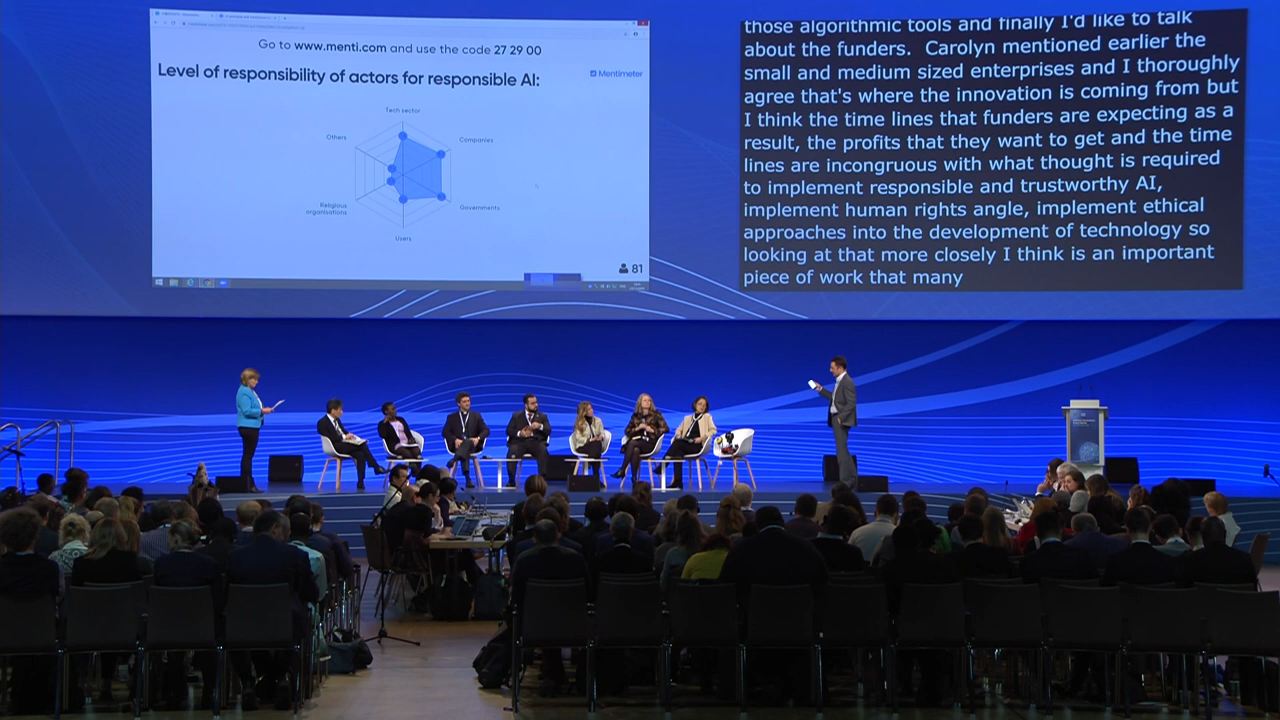 Go to www.menti.com and use the code 27 29 00
Level of responsibility of actors for responsible AI:
Mentimeter
Tech sector
Others
Companies
Religious
organisations
Governments
Users
81
those algorithmic tools and finally I'd like to talk
about the funders.  Carolyn mentioned earlier the
small and medium sized enterprises and I thoroughly
agree that's where the innovation is coming from but
I think the time lines that funders are expecting as a
result, the profits that they want to get and the time
lines are incongruous with what thought is required
to implement responsible and trustworthy AI,
implement human rights angle, implement ethical
approaches into the development of technology so
looking at that more closely I think is an important
piece of work that many